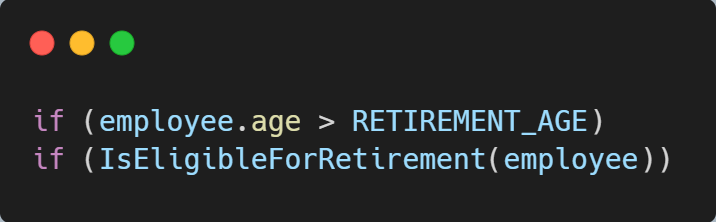 if (employee.age > RETIREMENT_AGE)
if (IsEligibleForRetirement(employee))